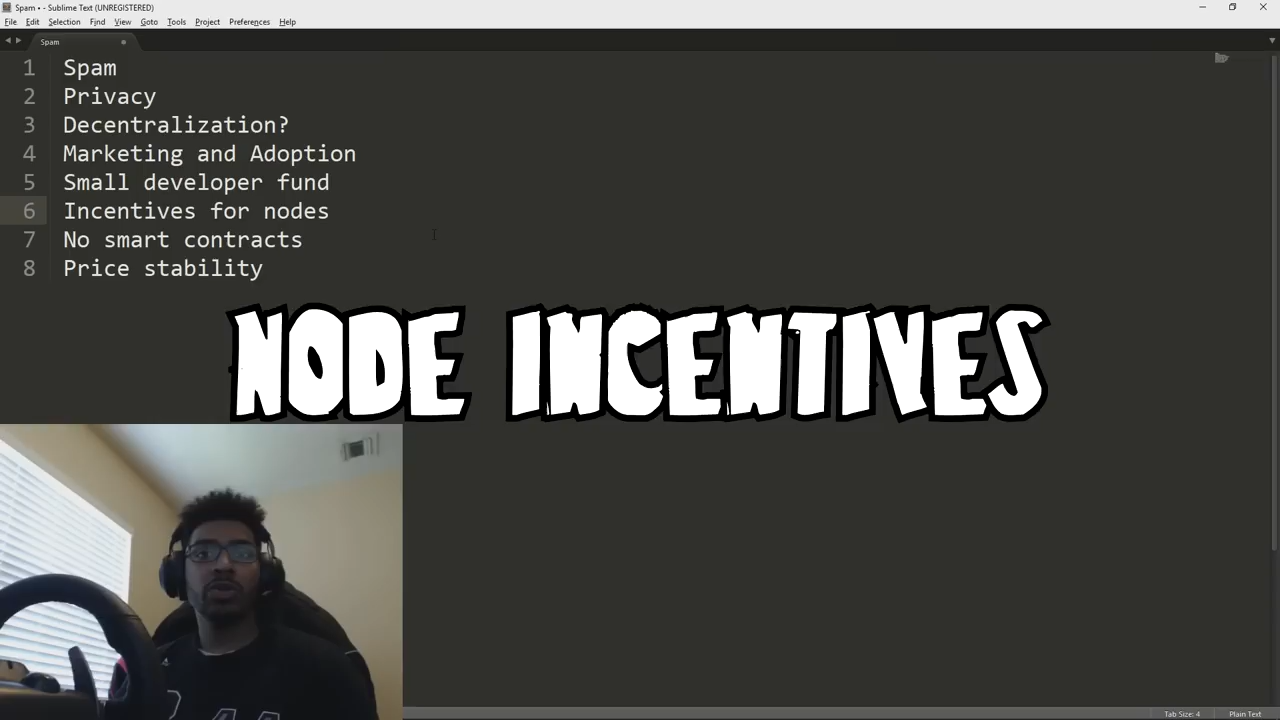 Spam • - Sublime Text (UNREGISTERED)
File Edit Selection Find View Goto Tools Project Preferences Help
Spam
1 Spam
2 Privacy
3 Decentralization?
4 Marketing and Adoption
5 Small developer fund
6 Incentives for nodes
7 No smart contracts
8 Price stability
NODE INCENTIVES
Tab Size: 4 Plain Text